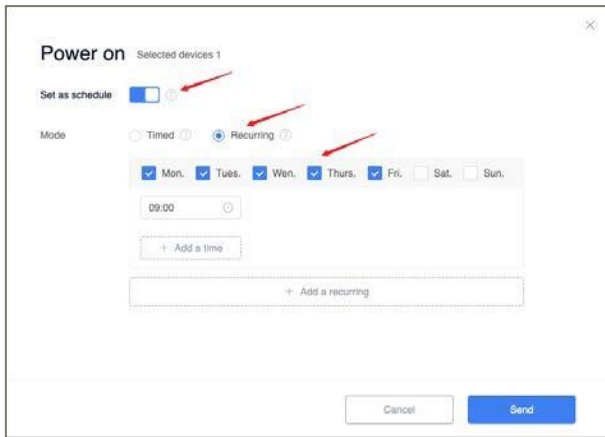 Power on Selected devices 1
Set as schedule
Mode Timed Recurring
Mon. Tues. Wen. Thurs. Fri. Sat. Sun.
09:00
+ Add a time
+ Add a recurring
Cancel Send